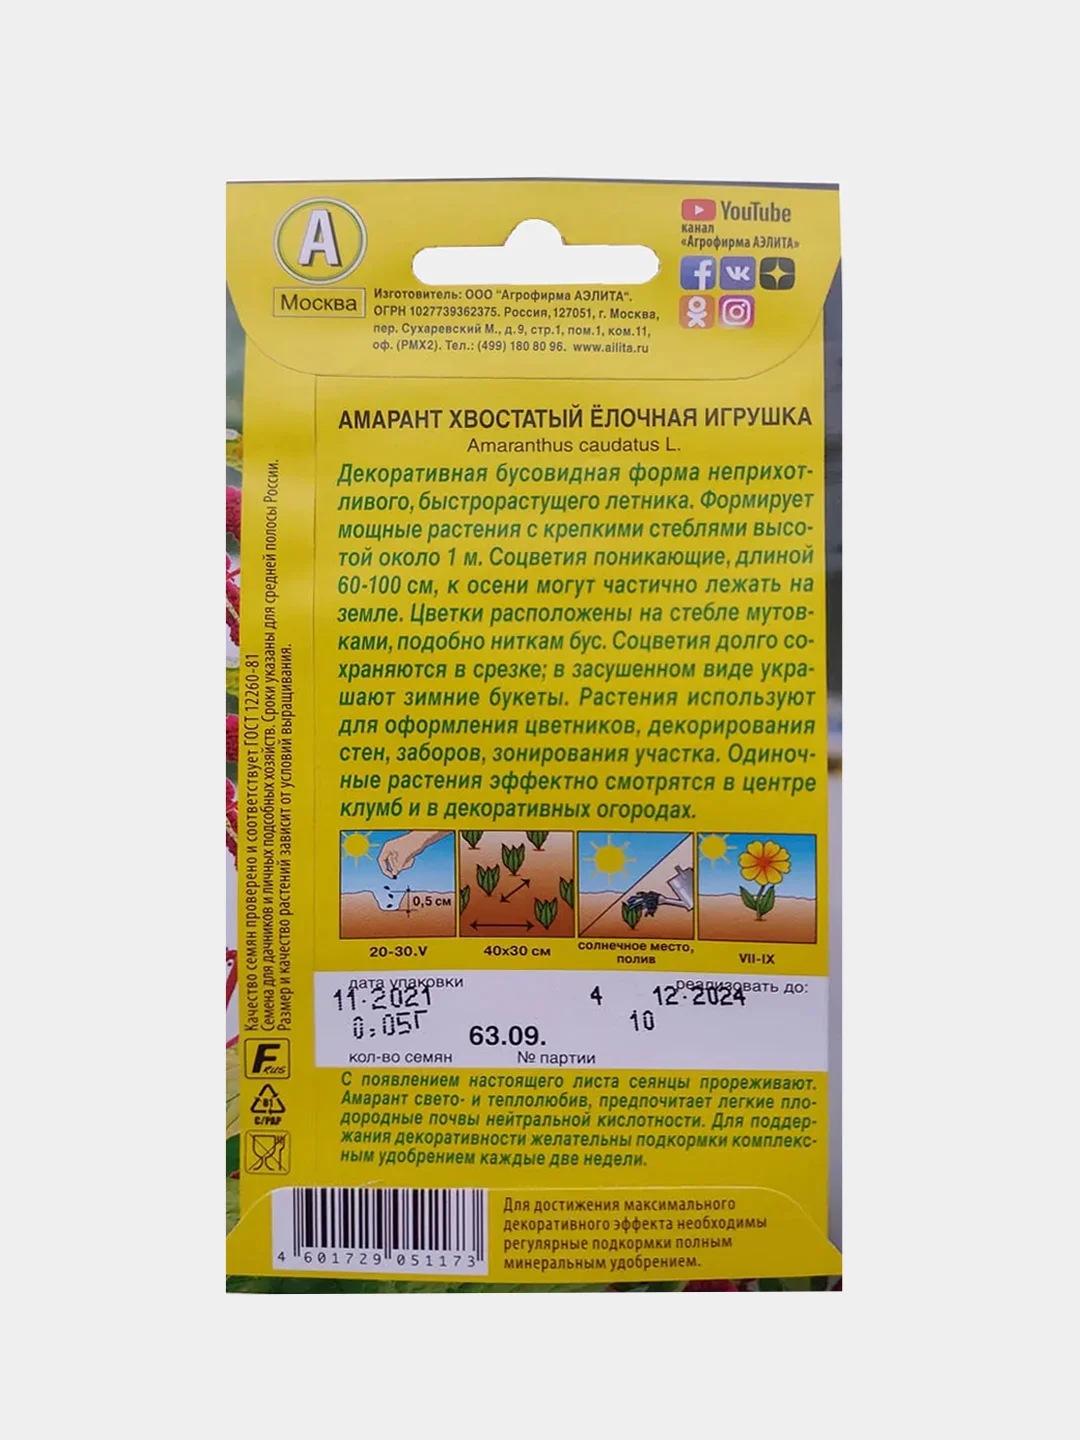 А
Москва
Изготовитель: ООО "Агрофирма АЭЛИТА".
ОГРН 1027739362375. Россия,127051, г. Москва,
пер. Сухаревский М., д.9, стр.1, пом.1, ком.11,
оф. (РМХ2). Тел.: (499) 180 80 96. www.ailita.ru
YouTube
канал
«Агрофирма АЭЛИТА»
АМАРАНТ ХВОСТАТЫЙ ЁЛОЧНАЯ ИГРУШКА
Amaranthus caudatus L.
Декоративная бусовидная форма неприхот-
ливого, быстрорастущего летника. Формирует
мощные растения с крепкими стеблями высо-
той около 1 м. Соцветия поникающие, длиной
60-100 см, к осени могут частично лежать на
земле. Цветки расположены на стебле мутов-
ками, подобно ниткам бус. Соцветия долго со-
храняются в срезке; в засушенном виде укра-
шают зимние букеты. Растения используют
для оформления цветников, декорирования
стен, заборов, зонирования участка. Одиноч-
ные растения эффектно смотрятся в центре
клумб и в декоративных огородах.
0,5 см
20-30.V
40х30 см
солнечное место,
полив
VII-IX
дата упаковки
реализовать до:
11.2021
4
12.2024
0,05Г
63.09.
10
кол-во семян
№ партии
С появлением настоящего листа сеянцы прореживают.
Амарант свето- и теплолюбив, предпочитает легкие пло-
дородные почвы нейтральной кислотности. Для поддер-
жания декоративности желательны подкормки комплекс-
ным удобрением каждые две недели.
Качество семян проверено и соответствует ГОСТ 12260-81
Семена для дачников и личных подсобных хозяйств. Сроки указаны для средней полосы России.
Размер и качество растений зависит от условий выращивания.
F RUS
81
C/PAP
4 601729 051173
Для достижения максимального
декоративного эффекта необходимы
регулярные подкормки полным
минеральным удобрением.